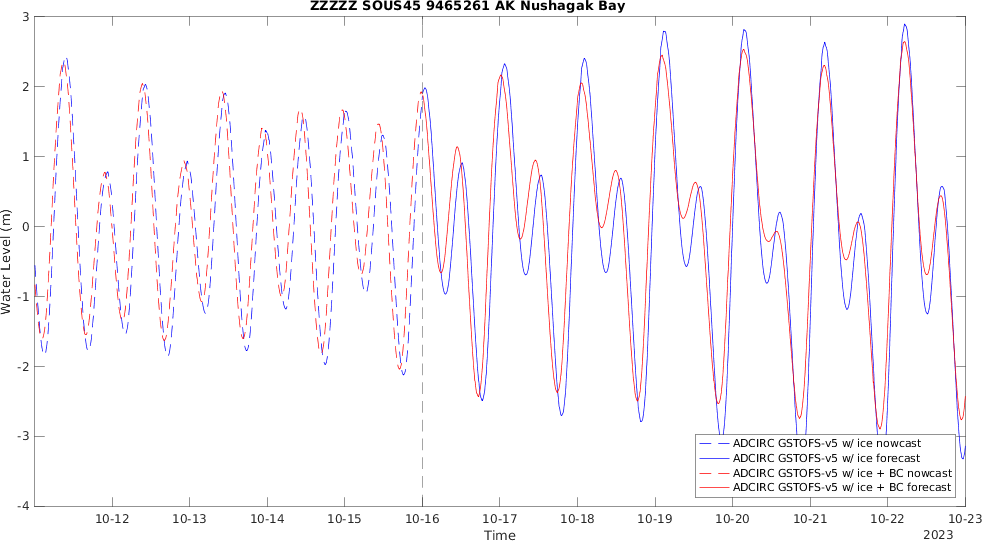 ZZZZZ SOUS45 9465261 AK Nushagak Bay
3
2
1
0
-1
-2
-3
-4
Water Level (m)
ADCIRC GSTOFS-v5 w/ ice nowcast
ADCIRC GSTOFS-v5 w/ ice forecast
ADCIRC GSTOFS-v5 w/ ice + BC nowcast
ADCIRC GSTOFS-v5 w/ ice + BC forecast
10-12 10-13 10-14 10-15 10-16 10-17 10-18 10-19 10-20 10-21 10-22 10-23
Time
2023